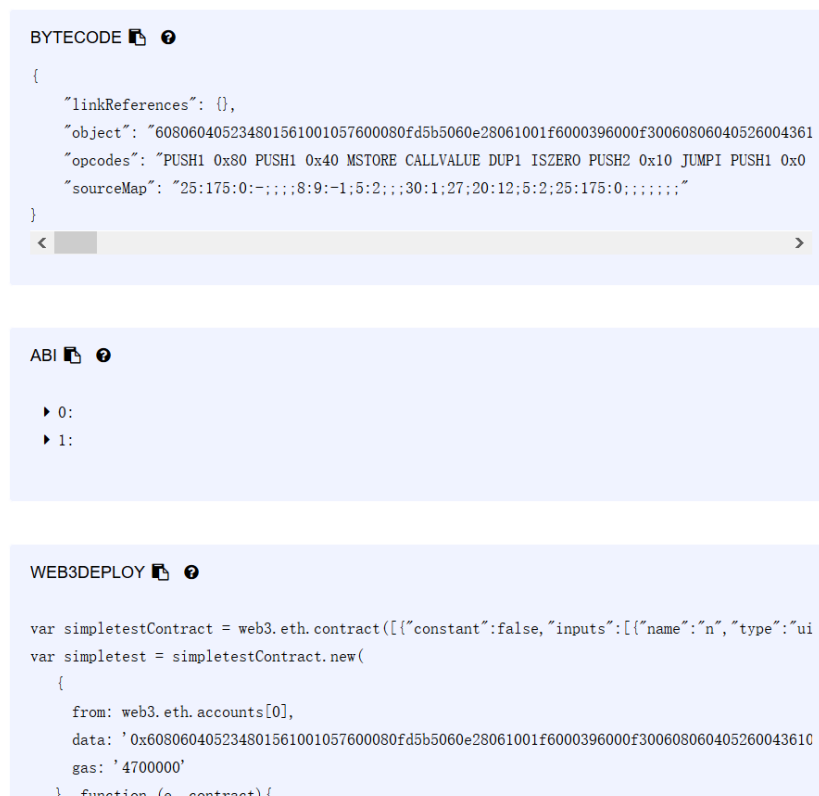 BYTECODE
{
"linkReferences": {},
"object": "608060405234801561001057600080fd5b5060e28061001f6000396000f30060806040526004361
"opcodes": "PUSH1 0x80 PUSH1 0x40 MSTORE CALLVALUE DUP1 ISZERO PUSH2 0x10 JUMPI PUSH1 0x0
"sourceMap": "25:175:0:-;;;;8:9:-1;5:2;;;30:1;27;20:12;5:2;25:175:0;;;;;;;"
}
ABI
0:
1:
WEB3DEPLOY
var simpletestContract = web3.eth.contract([{"constant":false,"inputs":[{"name":"n","type":"ui
var simpletest = simpletestContract.new(
{
from: web3.eth.accounts[0],
data: '0x608060405234801561001057600080fd5b5060e28061001f6000396000f300608060405260043610
gas: '4700000'
}, function (e, contract){